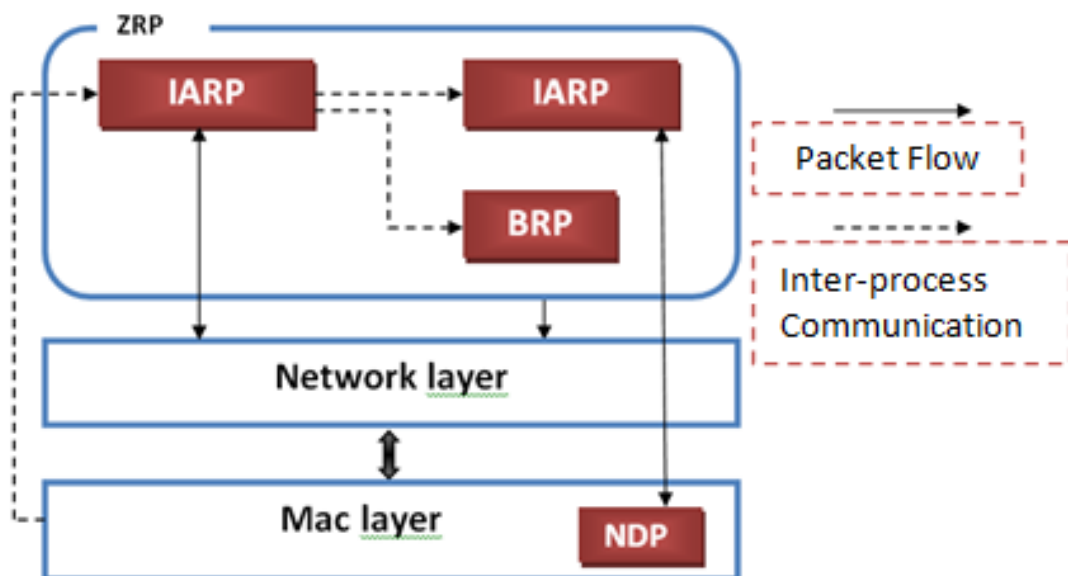 ZRP
IARP
IARP
BRP
Packet Flow
Inter-process
Communication
Network layer
Mac layer
NDP